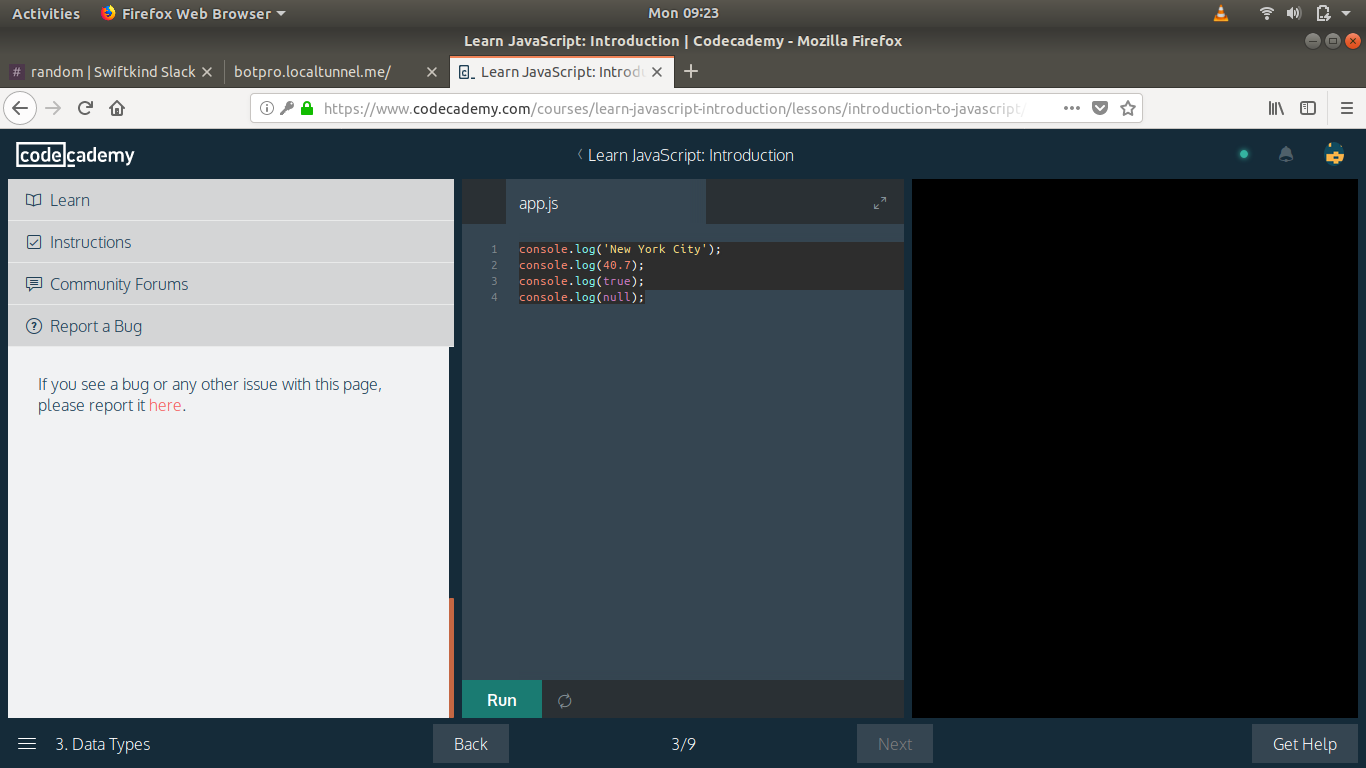 Activities Firefox Web Browser Mon 09:23
Learn JavaScript: Introduction | Codecademy - Mozilla Firefox
# random | Swiftkind Slack botpro.localtunnel.me/ Learn JavaScript: Introdu
https://www.codecademy.com/courses/learn-javascript-introduction/lessons/introduction-to-javascript/
codecademy Learn JavaScript: Introduction
Learn
Instructions
Community Forums
Report a Bug
If you see a bug or any other issue with this page,
please report it here.
app.js
1 console.log('New York City');
2 console.log(40.7);
3 console.log(true);
4 console.log(null);
Run
3. Data Types Back 3/9 Next Get Help